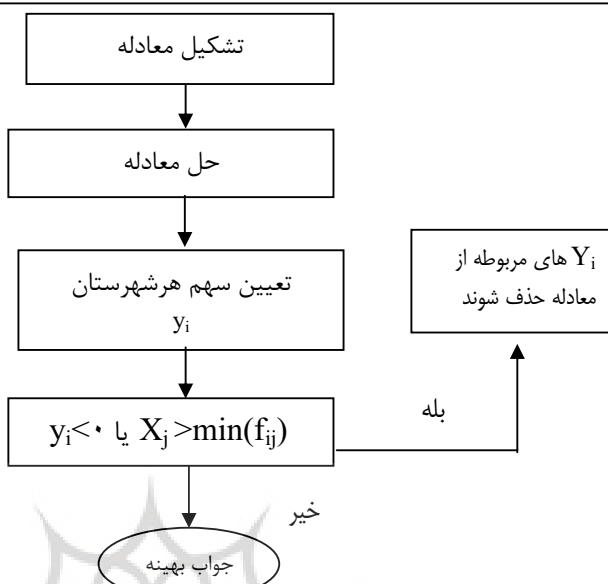 تشکیل معادله
حل معادله
تعیین سهم هرشهرستان
yᵢ
Yᵢ های مربوطه از
معادله حذف شوند
yᵢ<۰ یا Xⱼ>min(fᵢⱼ)
بله
خیر
جواب بهینه